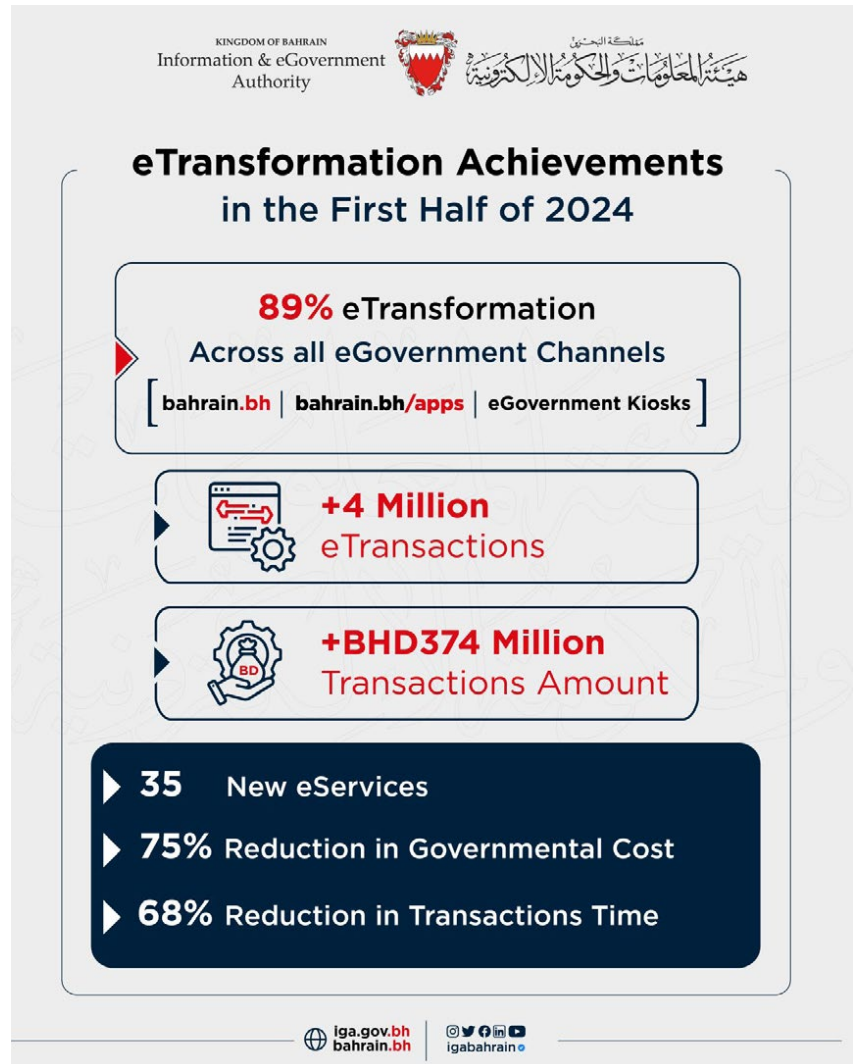 KINGDOM OF BAHRAIN
Information & eGovernment
Authority
مملكة البحرين
هيئة المعلومات والحكومة الإلكترونية
eTransformation Achievements
in the First Half of 2024
89% eTransformation
Across all eGovernment Channels
[ bahrain.bh | bahrain.bh/apps | eGovernment Kiosks ]
+4 Million
eTransactions
BD
+BHD374 Million
Transactions Amount
35 New eServices
75% Reduction in Governmental Cost
68% Reduction in Transactions Time
iga.gov.bh
bahrain.bh
igabahrain